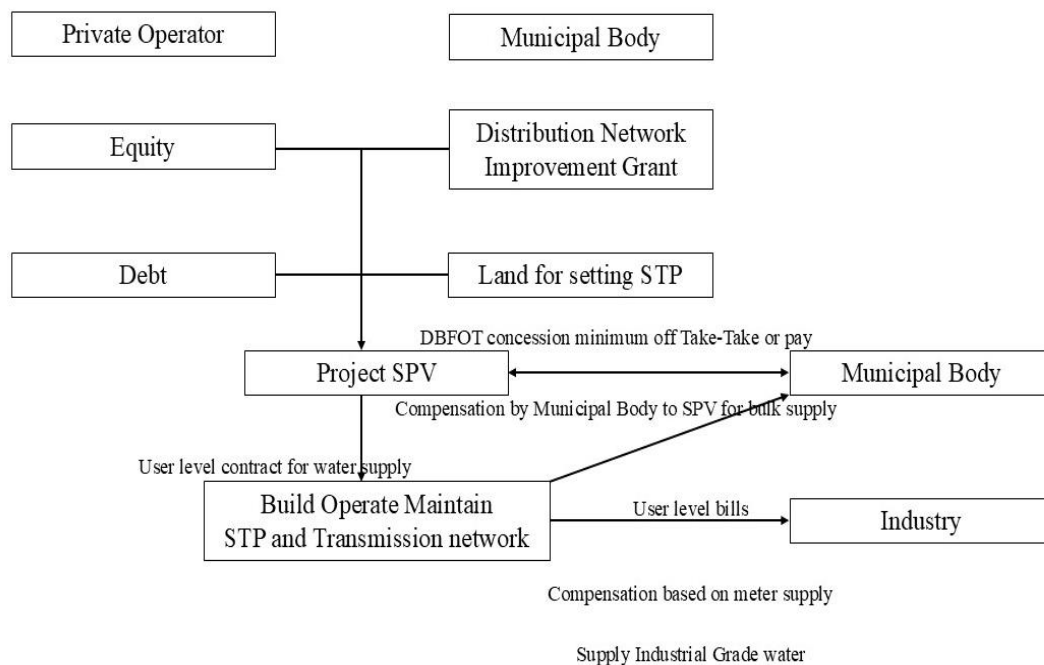 Private Operator
Municipal Body
Equity
Distribution Network
Improvement Grant
Debt
Land for setting STP
DBFOT concession minimum off Take-Take or pay
Project SPV
Municipal Body
Compensation by Municipal Body to SPV for bulk supply
User level contract for water supply
Build Operate Maintain
STP and Transmission network
User level bills
Industry
Compensation based on meter supply
Supply Industrial Grade water